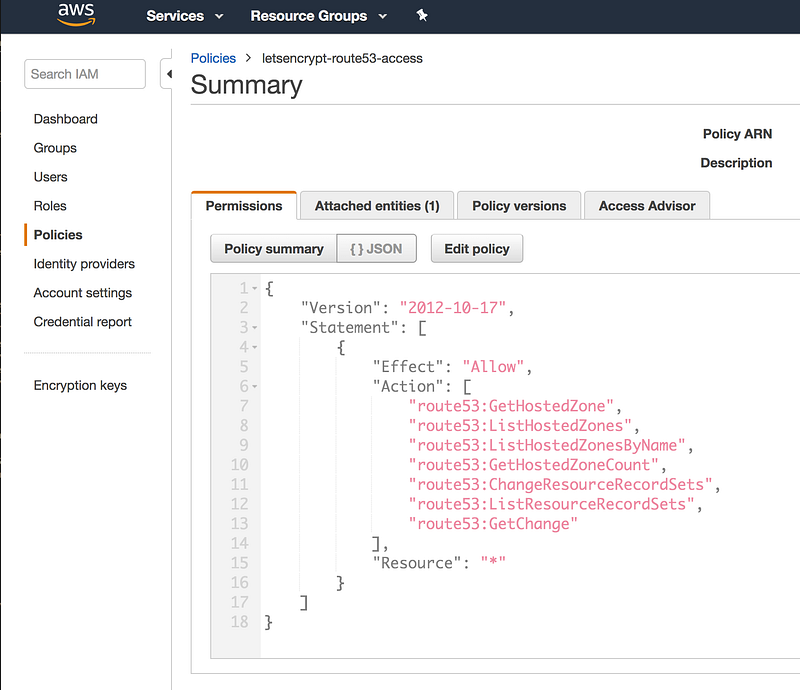 aws Services Resource Groups
Policies > letsencrypt-route53-access
Search IAM
Summary
Dashboard
Groups
Users
Roles
Policies
Identity providers
Account settings
Credential report
Encryption keys
Policy ARN
Description
Permissions Attached entities (1) Policy versions Access Advisor
Policy summary { } JSON Edit policy
1 {
2 "Version": "2012-10-17",
3 "Statement": [
4 {
5 "Effect": "Allow",
6 "Action": [
7 "route53:GetHostedZone",
8 "route53:ListHostedZones",
9 "route53:ListHostedZonesByName",
10 "route53:GetHostedZoneCount",
11 "route53:ChangeResourceRecordSets",
12 "route53:ListResourceRecordSets",
13 "route53:GetChange"
14 ],
15 "Resource": "*"
16 }
17 ]
18 }